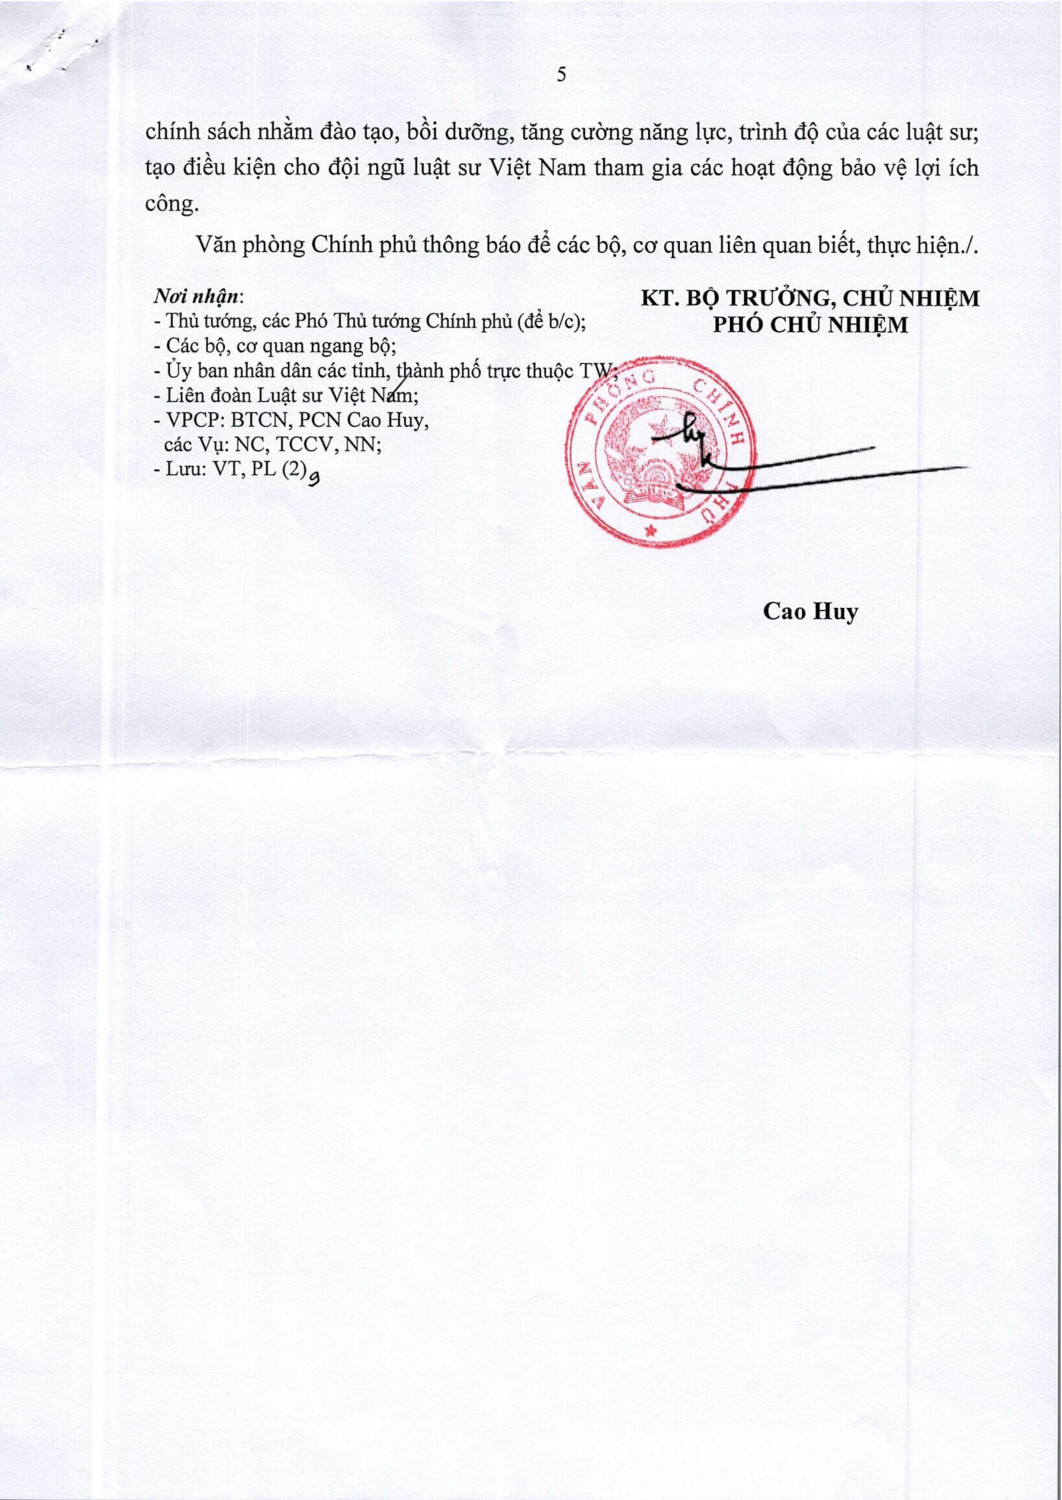 5
chính sách nhằm đào tạo, bồi dưỡng, tăng cường năng lực, trình độ của các luật sư;
tạo điều kiện cho đội ngũ luật sư Việt Nam tham gia các hoạt động bảo vệ lợi ích
công.
Văn phòng Chính phủ thông báo để các bộ, cơ quan liên quan biết, thực hiện./.
Nơi nhận:
- Thủ tướng, các Phó Thủ tướng Chính phủ (để b/c);
- Các bộ, cơ quan ngang bộ;
- Ủy ban nhân dân các tỉnh, thành phố trực thuộc TW;
- Liên đoàn Luật sư Việt Nam;
- VPCP: BTCN, PCN Cao Huy,
các Vụ: NC, TCCV, NN;
- Lưu: VT, PL (2)
KT. BỘ TRƯỞNG, CHỦ NHIỆM
PHÓ CHỦ NHIỆM
VĂN PHÒNG CHÍNH PHỦ
Cao Huy